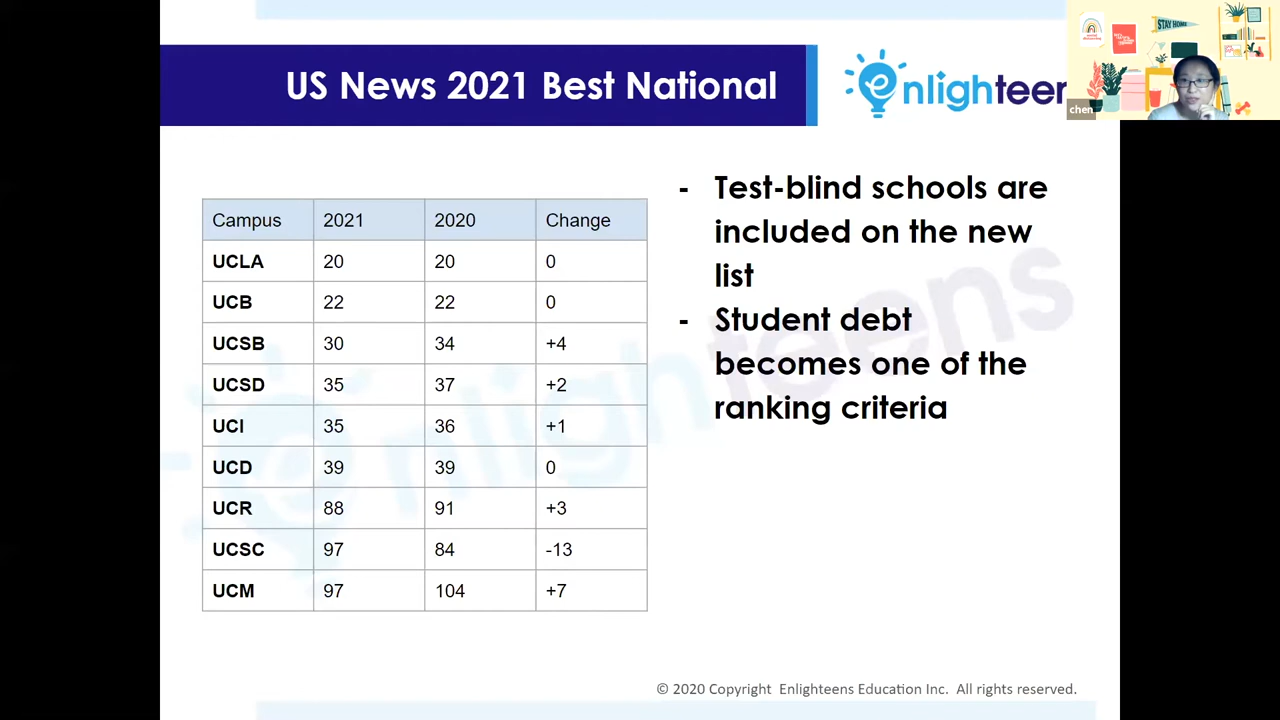 US News 2021 Best National
enlighteen
STAY HOME
chen
Campus 2021 2020 Change
UCLA 20 20 0
UCB 22 22 0
UCSB 30 34 +4
UCSD 35 37 +2
UCI 35 36 +1
UCD 39 39 0
UCR 88 91 +3
UCSC 97 84 -13
UCM 97 104 +7
- Test-blind schools are
included on the new
list
- Student debt
becomes one of the
ranking criteria
enlighteens
© 2020 Copyright Enlighteens Education Inc. All rights reserved.